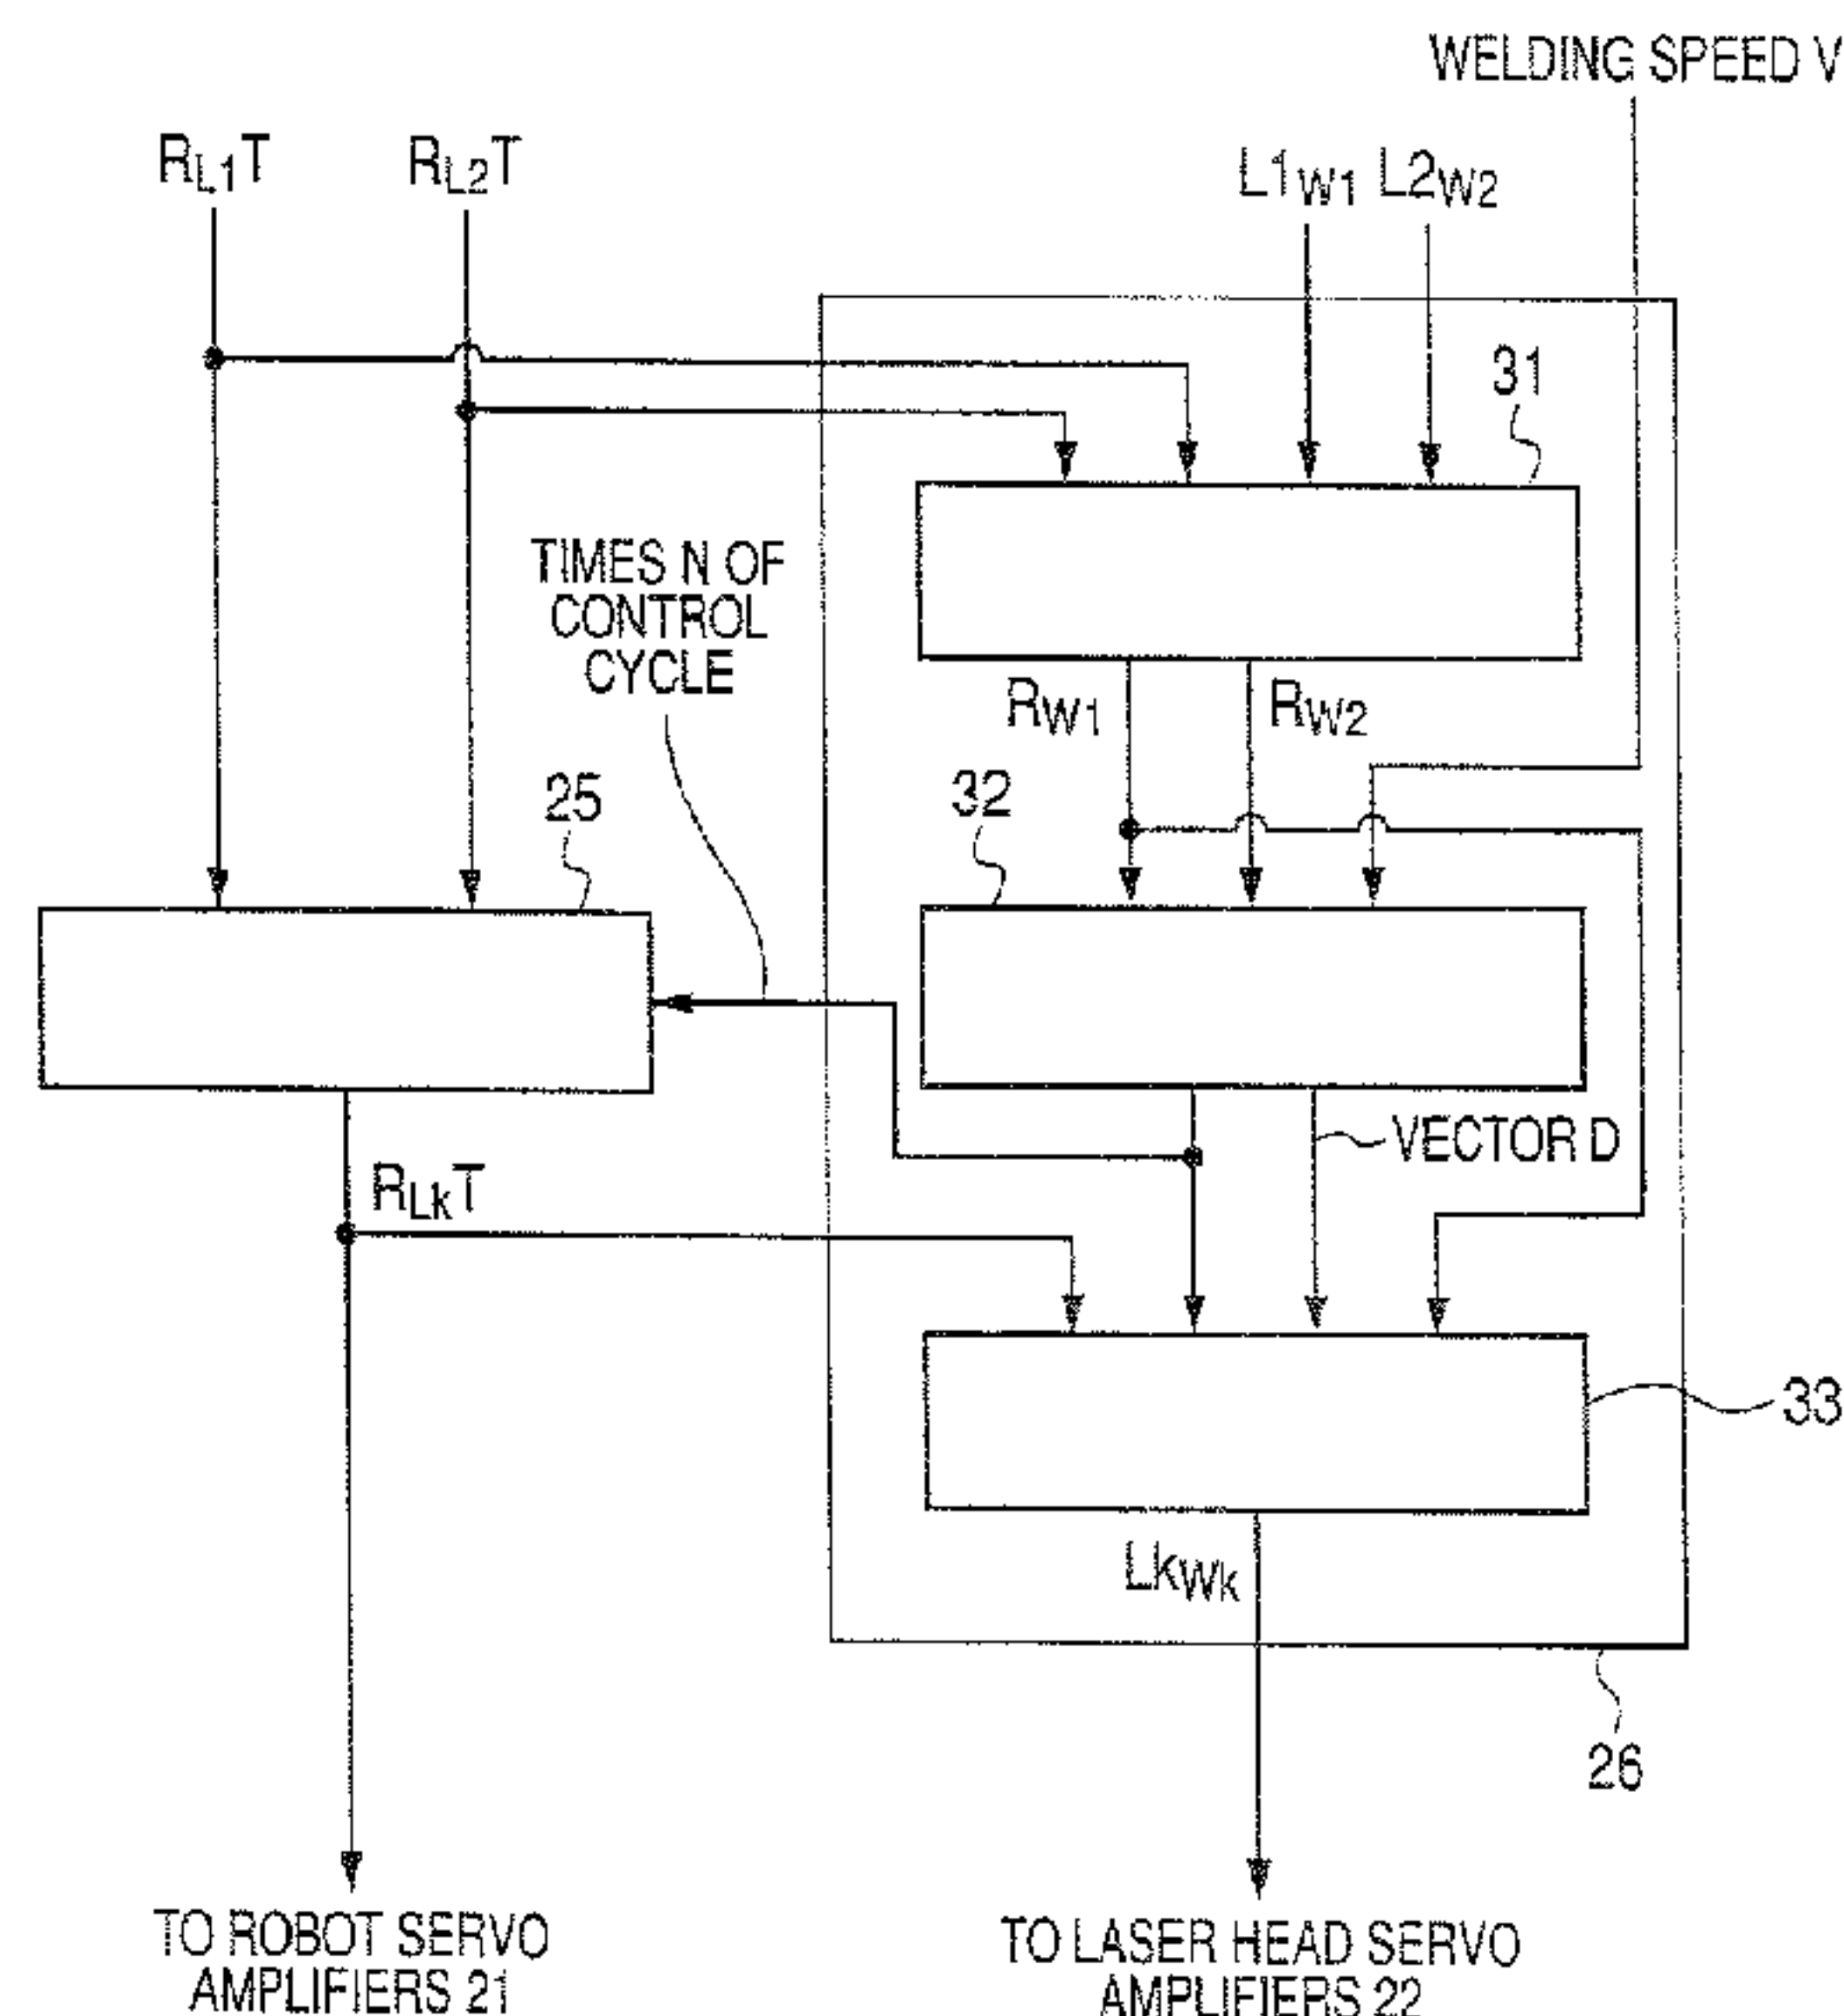 WELDING SPEED V
RL1T RL2T L1W1 L2W2
31
TIMES N OF
CONTROL
CYCLE
RW1 RW2
25 32
VECTOR D
RLkT
33
LkWk
26
TO ROBOT SERVO
AMPLIFIERS 21
TO LASER HEAD SERVO
AMPLIFIERS 22